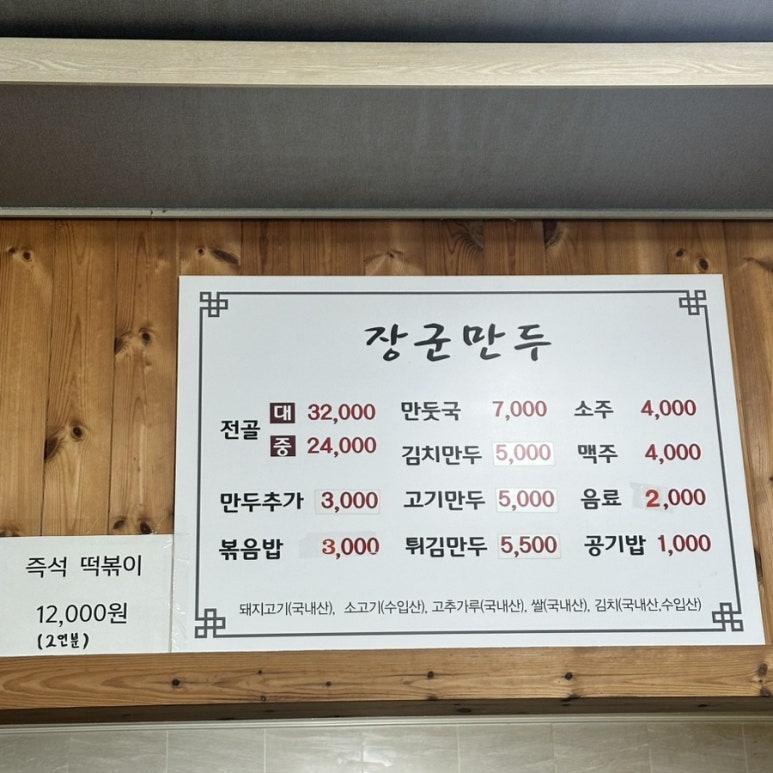 장군만두
전골 대 32,000
중 24,000
만두추가 3,000
볶음밥 3,000
만둣국 7,000
김치만두 5,000
고기만두 5,000
튀김만두 5,500
소주 4,000
맥주 4,000
음료 2,000
공기밥 1,000
돼지고기(국내산), 소고기(수입산), 고추가루(국내산), 쌀(국내산), 김치(국내산,수입산)
즉석 떡볶이
12,000원
(2인분)